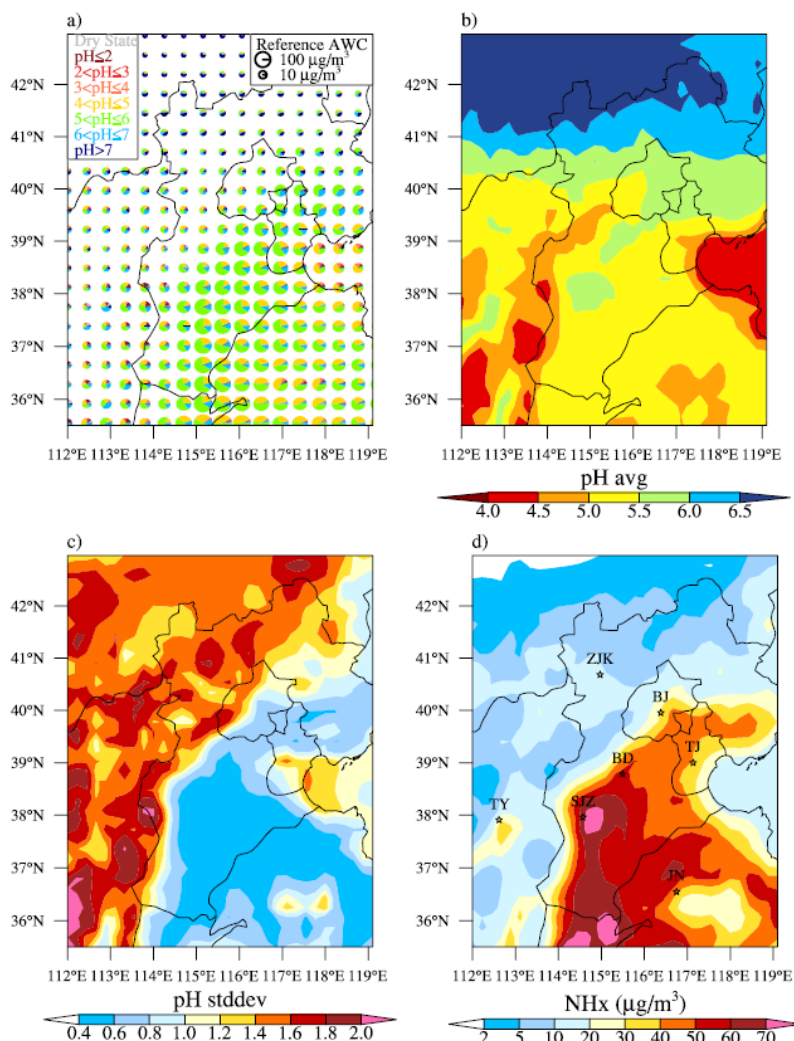 a)
Dry State
pH≤2
2<pH≤3
3<pH≤4
4<pH≤5
5<pH≤6
6<pH≤7
pH>7
Reference AWC
100 μg/m³
10 μg/m³
42°N
41°N
40°N
39°N
38°N
37°N
36°N
112°E 113°E 114°E 115°E 116°E 117°E 118°E 119°E
b)
42°N
41°N
40°N
39°N
38°N
37°N
36°N
112°E 113°E 114°E 115°E 116°E 117°E 118°E 119°E
pH avg
4.0 4.5 5.0 5.5 6.0 6.5
c)
42°N
41°N
40°N
39°N
38°N
37°N
36°N
112°E 113°E 114°E 115°E 116°E 117°E 118°E 119°E
pH stddev
0.4 0.6 0.8 1.0 1.2 1.4 1.6 1.8 2.0
d)
42°N
41°N
40°N
39°N
38°N
37°N
36°N
ZJK
BJ
TJ
BD
SJZ
TY
JN
112°E 113°E 114°E 115°E 116°E 117°E 118°E 119°E
NHx (μg/m³)
2 5 10 20 30 40 50 60 70